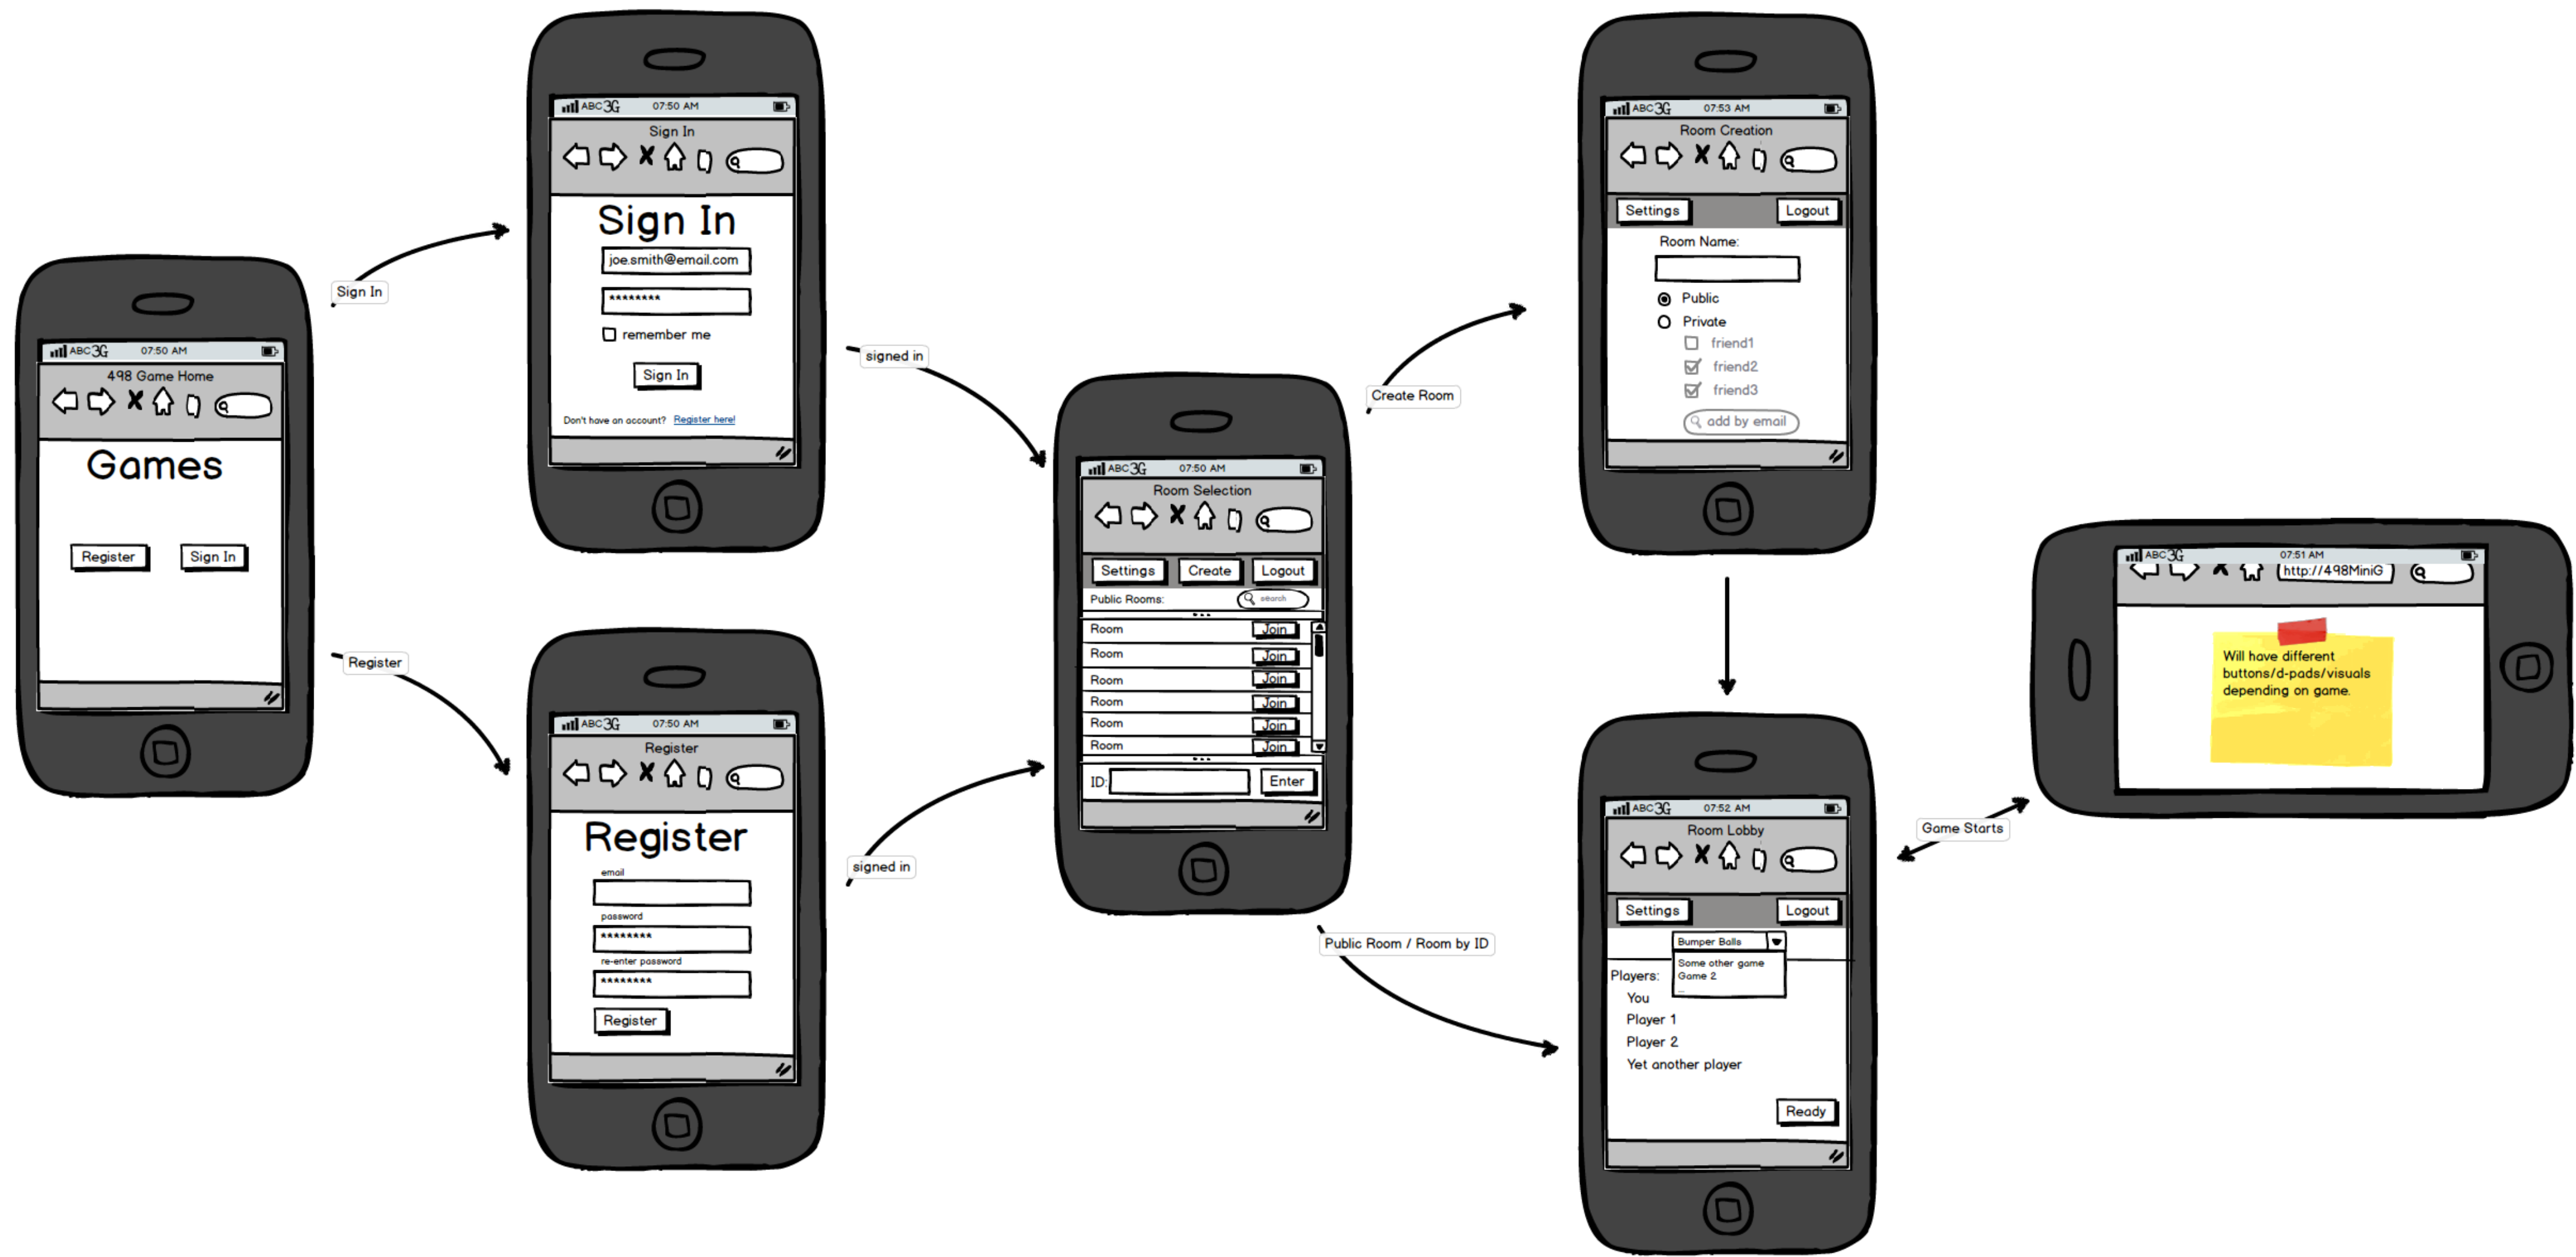 ABC 3G 07:50 AM
498 Game Home
Games
Register Sign In
Sign In
Register
ABC 3G 07:50 AM
Sign In
Sign In
joe.smith@email.com
********
remember me
Sign In
Don't have an account? Register here!
signed in
ABC 3G 07:50 AM
Register
Register
email
password
********
re-enter password
********
Register
signed in
ABC 3G 07:50 AM
Room Selection
Settings Create Logout
Public Rooms: search
Room Join
Room Join
Room Join
Room Join
Room Join
Room Join
ID: Enter
Create Room
Public Room / Room by ID
ABC 3G 07:53 AM
Room Creation
Settings Logout
Room Name:
Public
Private
friend1
friend2
friend3
add by email
ABC 3G 07:52 AM
Room Lobby
Settings Logout
Bumper Balls
Some other game
Game 2
...
Players:
You
Player 1
Player 2
Yet another player
Ready
Game Starts
ABC 3G 07:51 AM
http://498MiniG
Will have different
buttons/d-pads/visuals
depending on game.